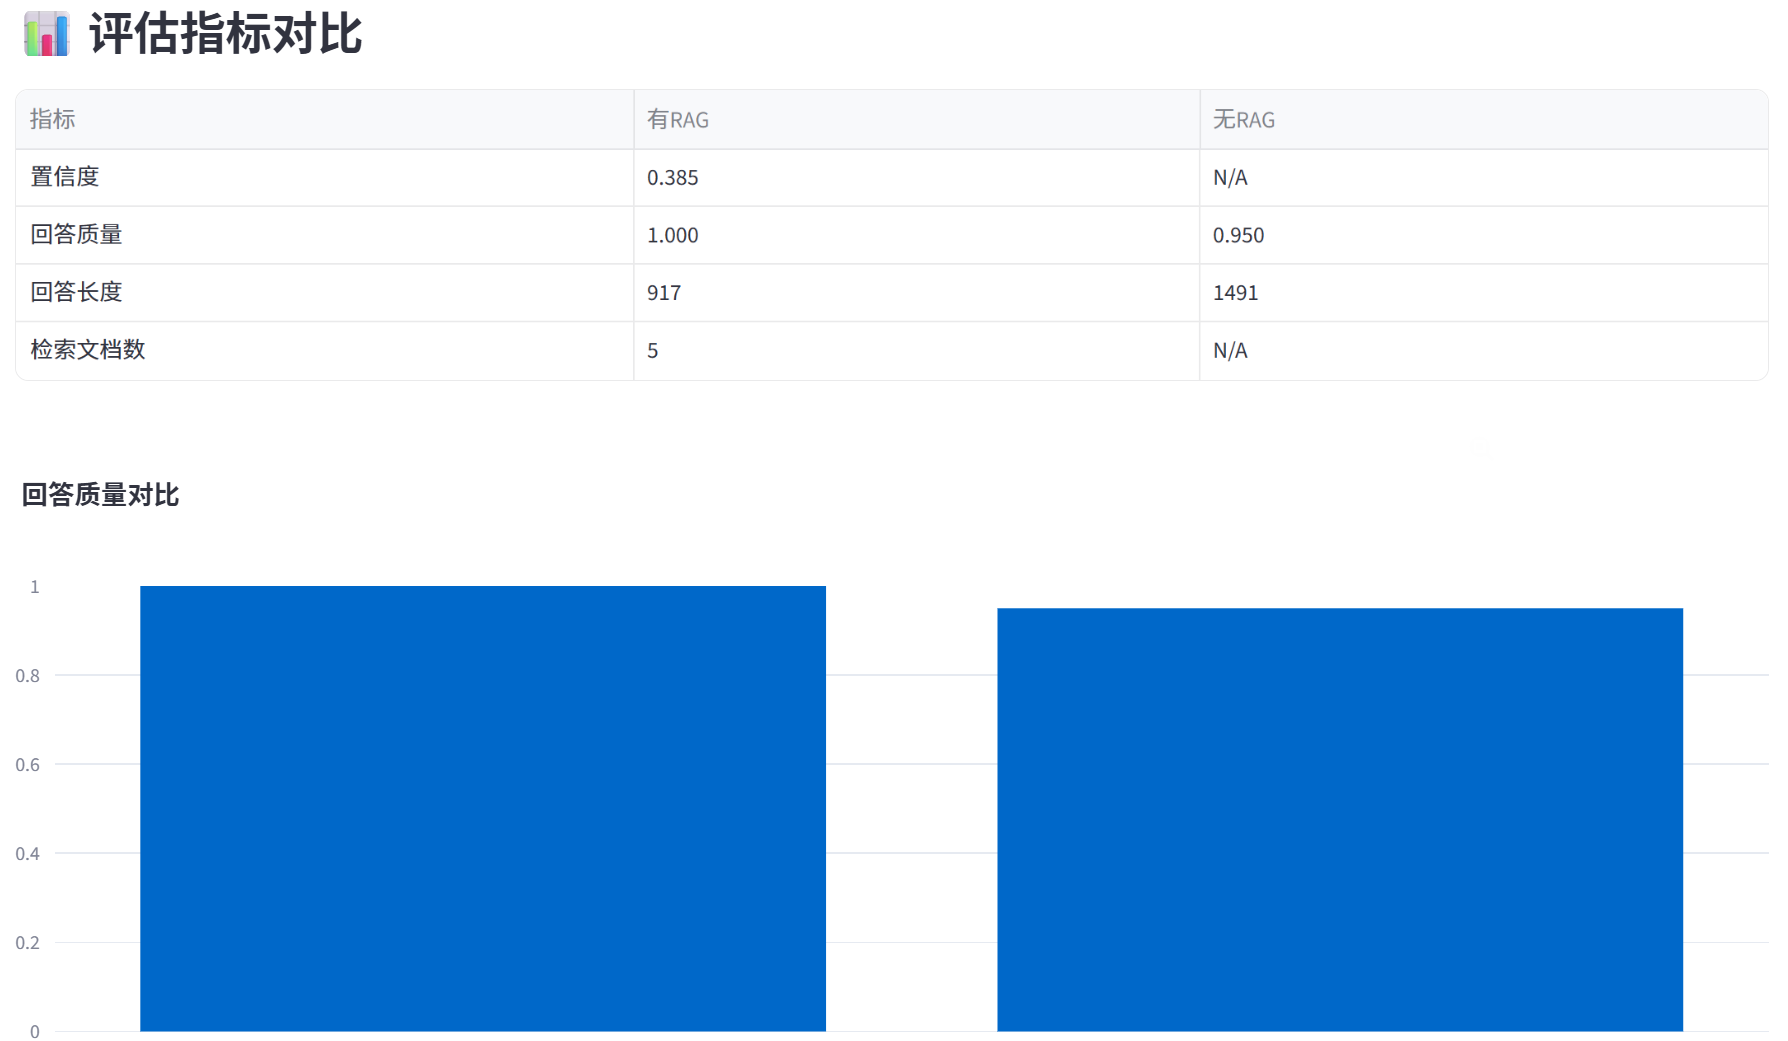 评估指标对比
指标 有RAG 无RAG
置信度 0.385 N/A
回答质量 1.000 0.950
回答长度 917 1491
检索文档数 5 N/A
回答质量对比
1
0.8
0.6
0.4
0.2
0